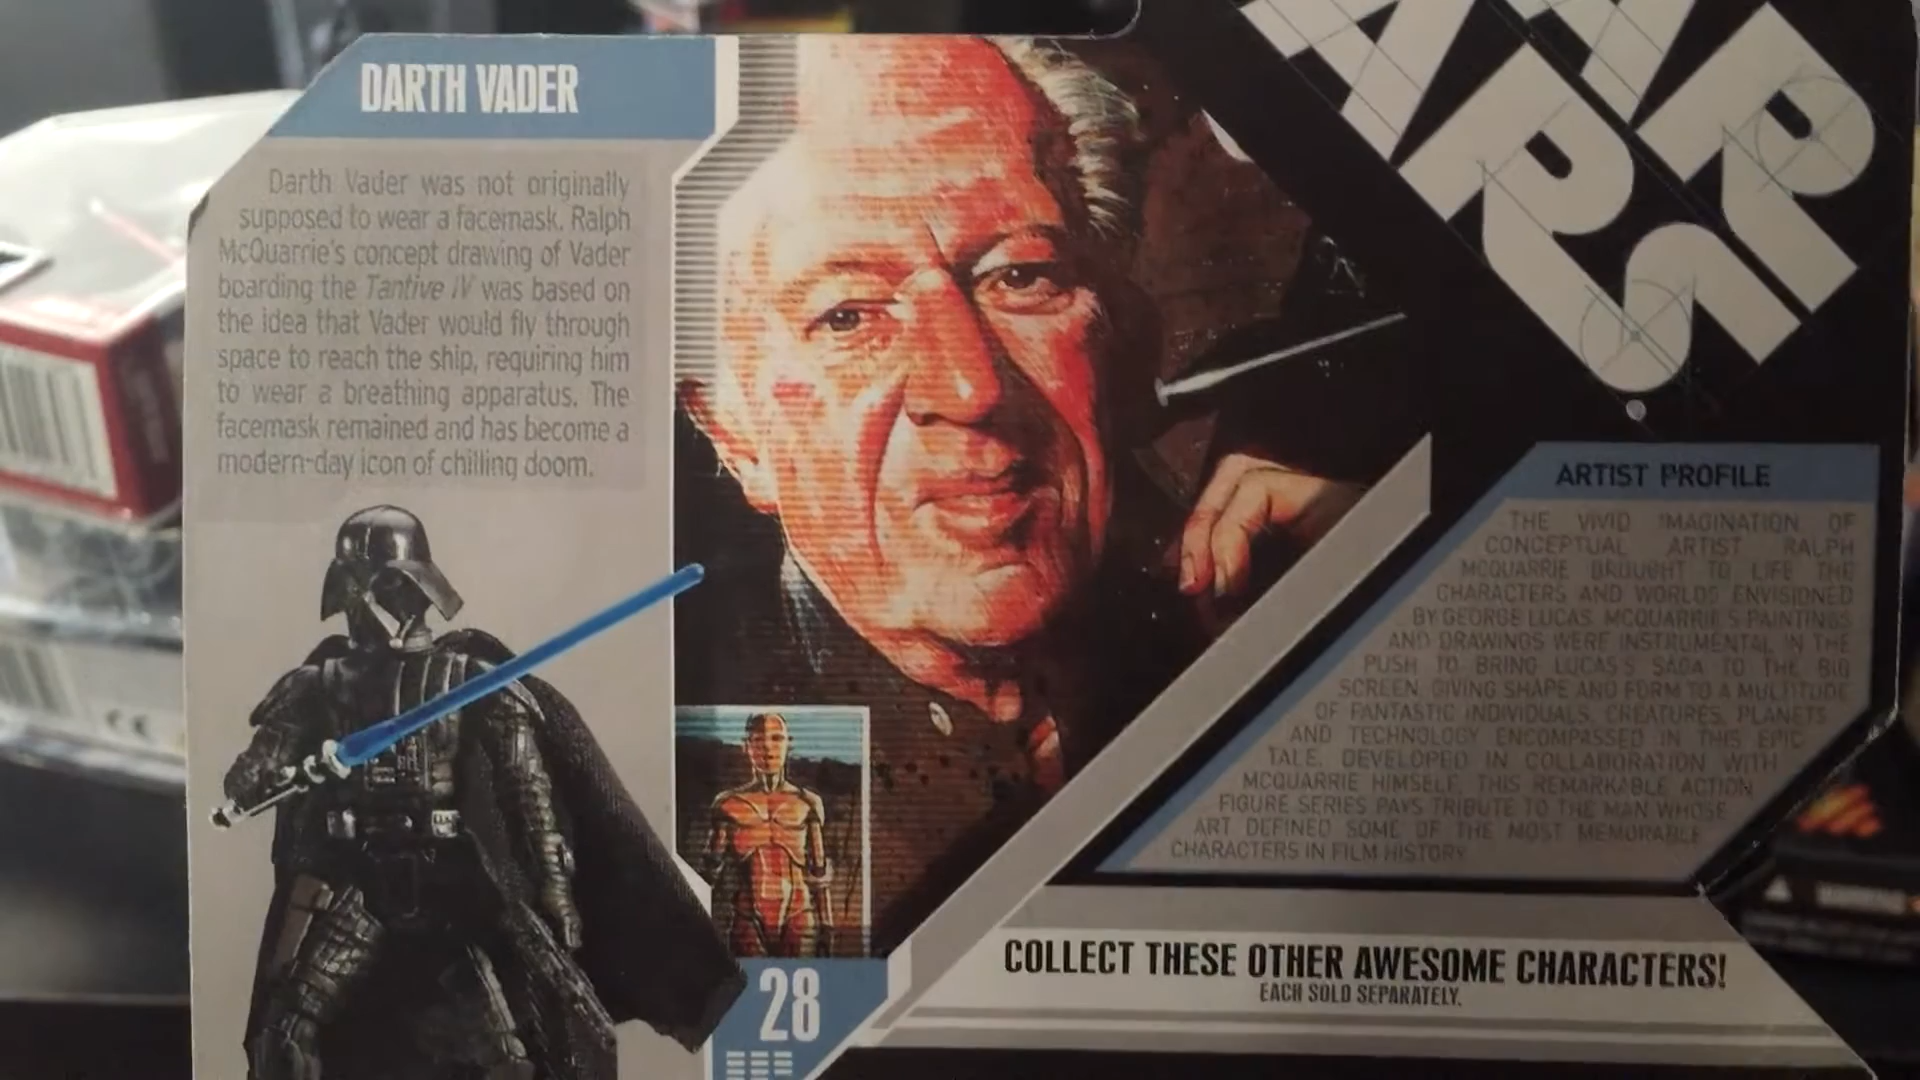 DARTH VADER
Darth Vader was not originally
supposed to wear a facemask. Ralph
McQuarrie's concept drawing of Vader
boarding the Tantive IV was based on
the idea that Vader would fly through
space to reach the ship, requiring him
to wear a breathing apparatus. The
facemask remained and has become a
modern-day icon of chilling doom.
28
ARTIST PROFILE
THE VIVID IMAGINATION OF
CONCEPTUAL ARTIST RALPH
MCQUARRIE BROUGHT TO LIFE THE
CHARACTERS AND WORLDS ENVISIONED
BY GEORGE LUCAS. MCQUARRIE'S PAINTINGS
AND DRAWINGS WERE INSTRUMENTAL IN THE
PUSH TO BRING LUCAS'S SAGA TO THE BIG
SCREEN, GIVING SHAPE AND FORM TO A MULTITUDE
OF FANTASTIC INDIVIDUALS, CREATURES, PLANETS
AND TECHNOLOGY ENCOMPASSED IN THIS EPIC
TALE. DEVELOPED IN COLLABORATION WITH
MCQUARRIE HIMSELF, THIS REMARKABLE ACTION
FIGURE SERIES PAYS TRIBUTE TO THE MAN WHOSE
ART DEFINED SOME OF THE MOST MEMORABLE
CHARACTERS IN FILM HISTORY.
COLLECT THESE OTHER AWESOME CHARACTERS!
EACH SOLD SEPARATELY.